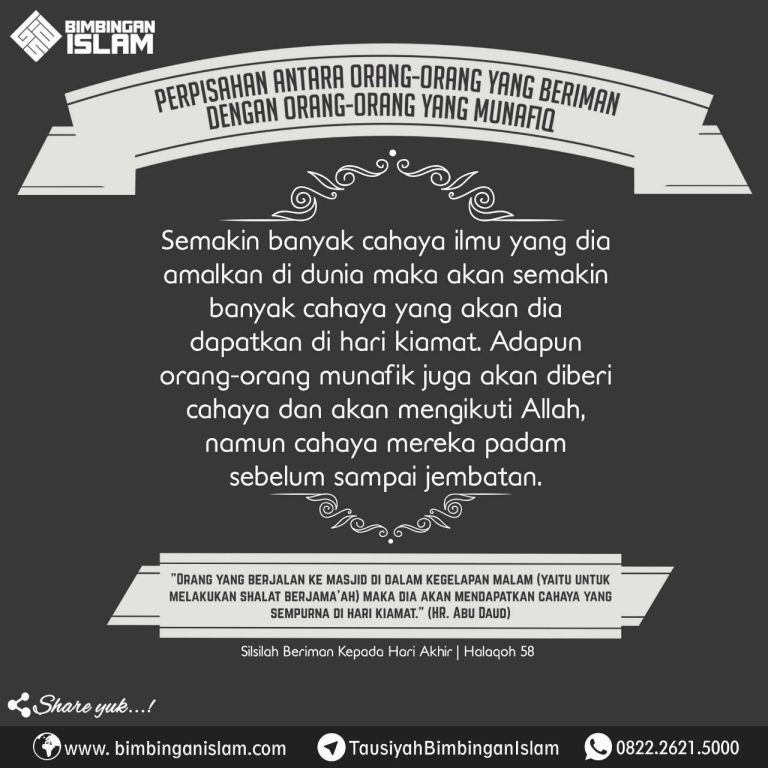 BIMBINGAN
ISLAM
PERPISAHAN ANTARA ORANG-ORANG YANG BERIMAN
DENGAN ORANG-ORANG YANG MUNAFIQ
Semakin banyak cahaya ilmu yang dia
amalkan di dunia maka akan semakin
banyak cahaya yang akan dia
dapatkan di hari kiamat. Adapun
orang-orang munafik juga akan diberi
cahaya dan akan mengikuti Allah,
namun cahaya mereka padam
sebelum sampai jembatan.
"ORANG YANG BERJALAN KE MASJID DI DALAM KEGELAPAN MALAM (YAITU UNTUK
MELAKUKAN SHALAT BERJAMA'AH) MAKA DIA AKAN MENDAPATKAN CAHAYA YANG
SEMPURNA DI HARI KIAMAT." (HR. ABU DAUD)
Silsilah Beriman Kepada Hari Akhir | Halaqoh 58
Share yuk...!
www. bimbinganislam.com TausiyahBimbinganIslam 0822.2621.5000